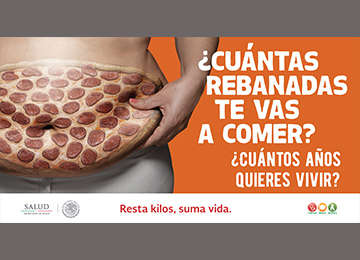 ¿CUÁNTAS
REBANADAS
TE VAS
A COMER?
¿CUÁNTOS AÑOS
QUIERES VIVIR?
SALUD
Resta kilos, suma vida.